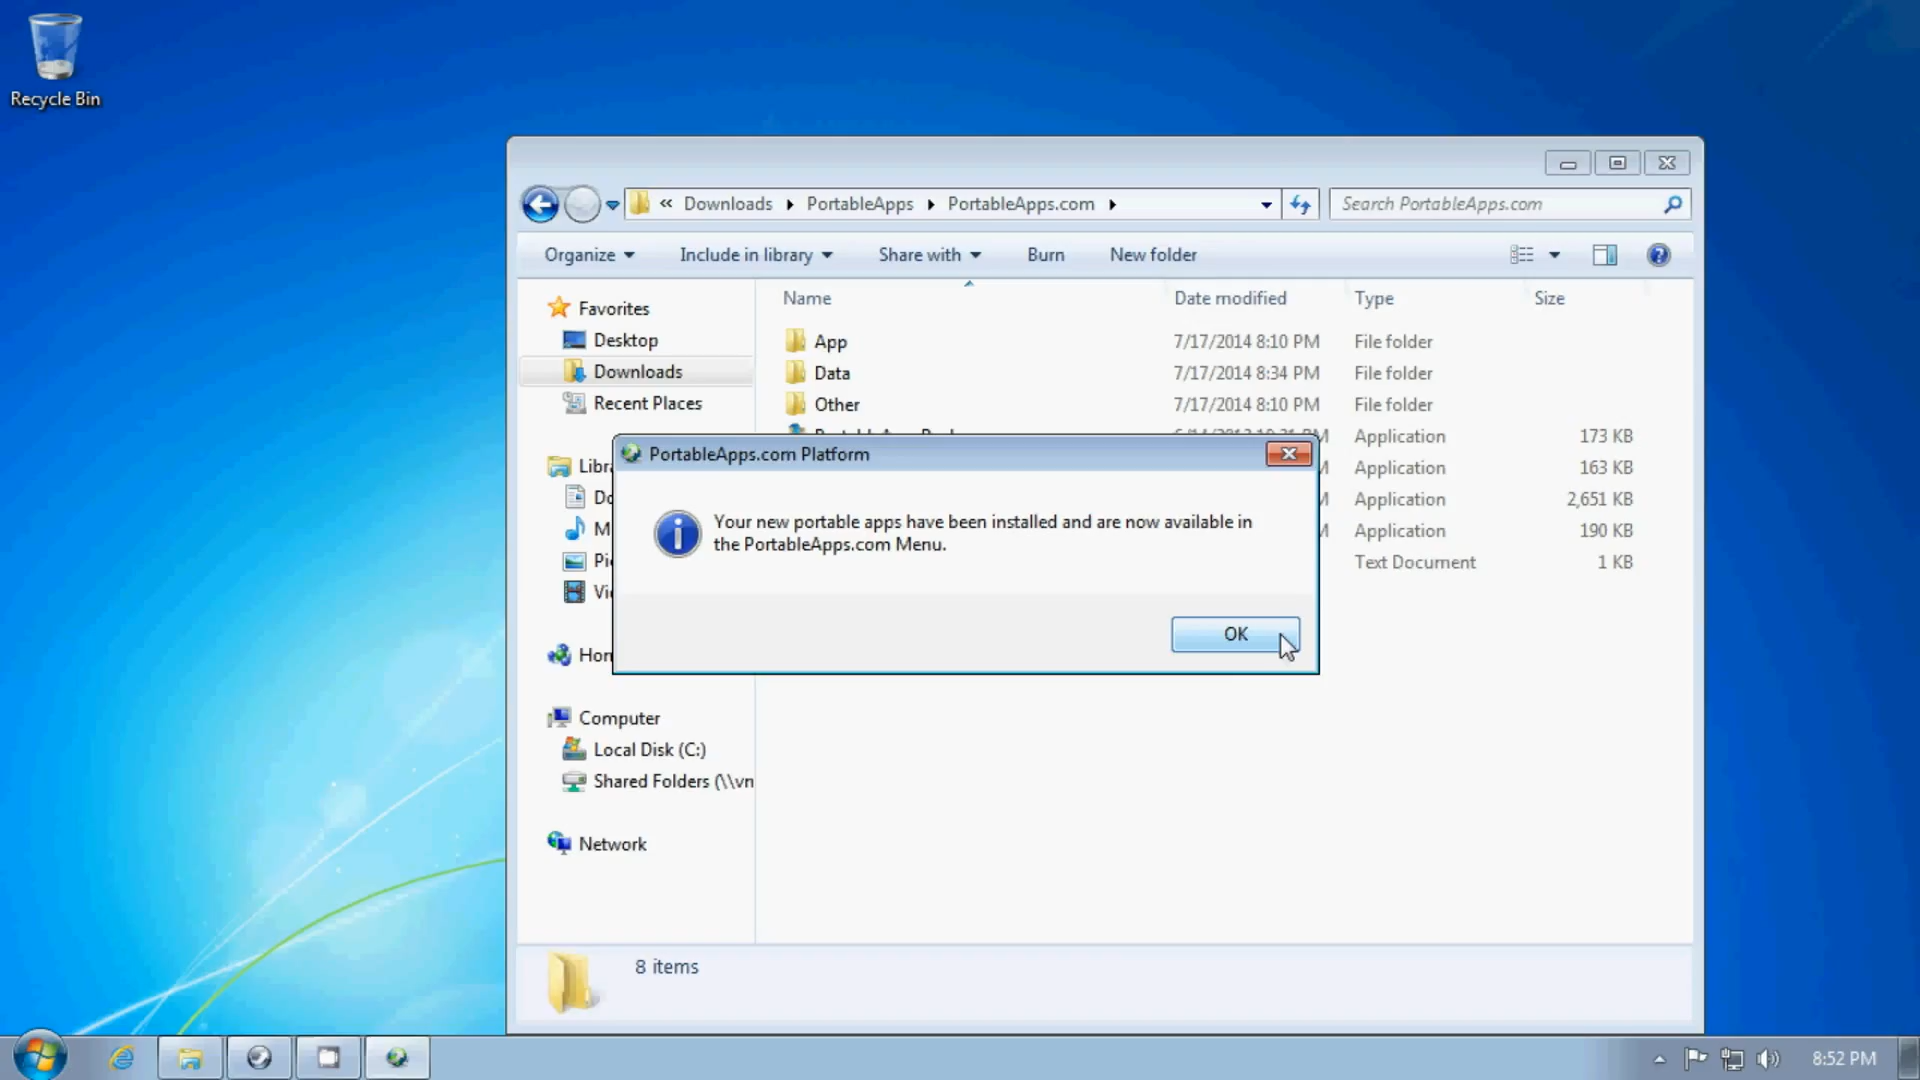 Recycle Bin
« Downloads ▸ PortableApps ▸ PortableApps.com ▸
Search PortableApps.com
Organize Include in library Share with Burn New folder
Name Date modified Type Size
Favorites
Desktop
Downloads
Recent Places
App 7/17/2014 8:10 PM File folder
Data 7/17/2014 8:34 PM File folder
Other 7/17/2014 8:10 PM File folder
Application 173 KB
Application 163 KB
Application 2,651 KB
Application 190 KB
Text Document 1 KB
PortableApps.com Platform
Your new portable apps have been installed and are now available in
the PortableApps.com Menu.
OK
Computer
Local Disk (C:)
Shared Folders (\\vn
Network
8 items
8:52 PM